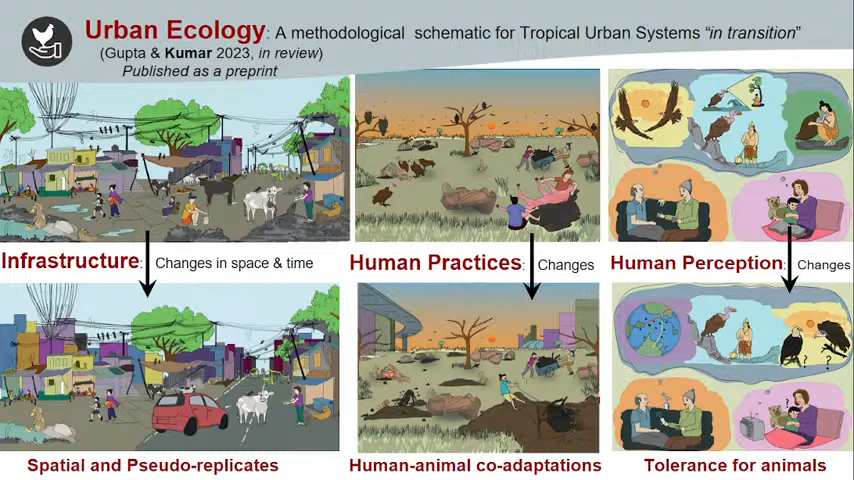 Urban Ecology: A methodological schematic for Tropical Urban Systems “in transition”
(Gupta & Kumar 2023, in review)
Published as a preprint
Infrastructure: Changes in space & time
Human Practices: Changes
Human Perception: Changes
? ?
?
Spatial and Pseudo-replicates
Human-animal co-adaptations
Tolerance for animals